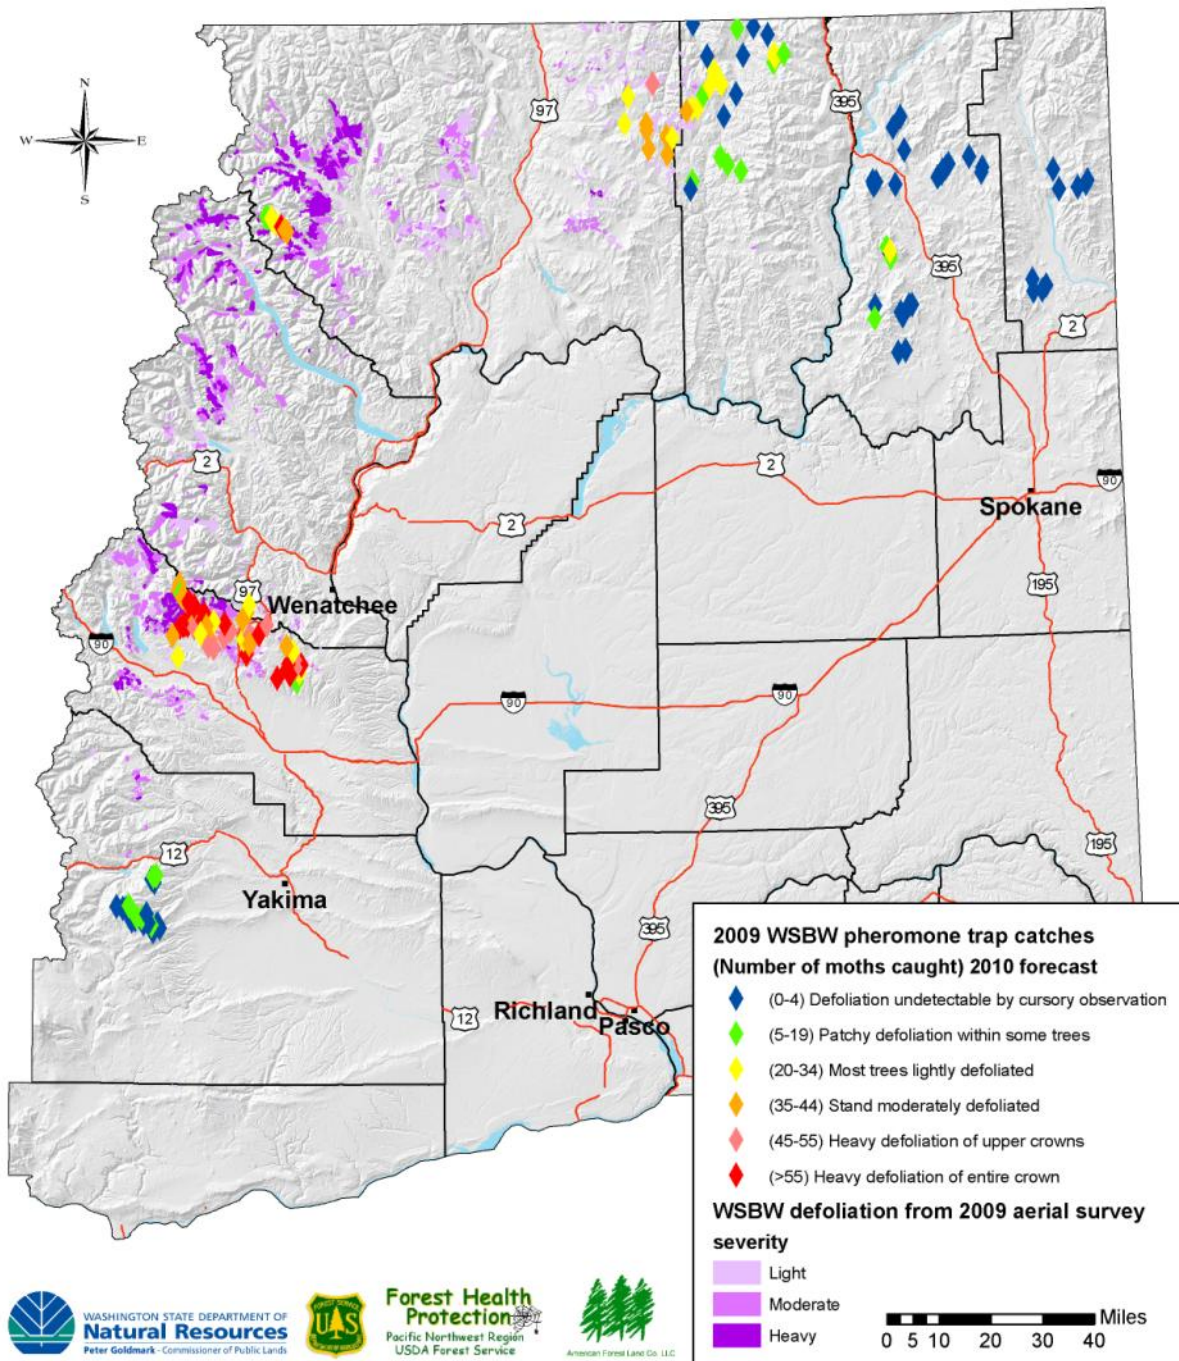 N
W E
S
97
395
395
2
2
2
2
90
Spokane
195
97
Wenatchee
90
90
90
395
195
12
Yakima
395
Richland
Pasco
12
2009 WSBW pheromone trap catches
(Number of moths caught) 2010 forecast
(0-4) Defoliation undetectable by cursory observation
(5-19) Patchy defoliation within some trees
(20-34) Most trees lightly defoliated
(35-44) Stand moderately defoliated
(45-55) Heavy defoliation of upper crowns
(>55) Heavy defoliation of entire crown
WSBW defoliation from 2009 aerial survey
severity
Light
Moderate
Heavy
Miles
0 5 10 20 30 40
WASHINGTON STATE DEPARTMENT OF
Natural Resources
Peter Goldmark - Commissioner of Public Lands
FOREST SERVICE
U S
DEPARTMENT OF AGRICULTURE
Forest Health
Protection
Pacific Northwest Region
USDA Forest Service
American Forest Land Co. LLC